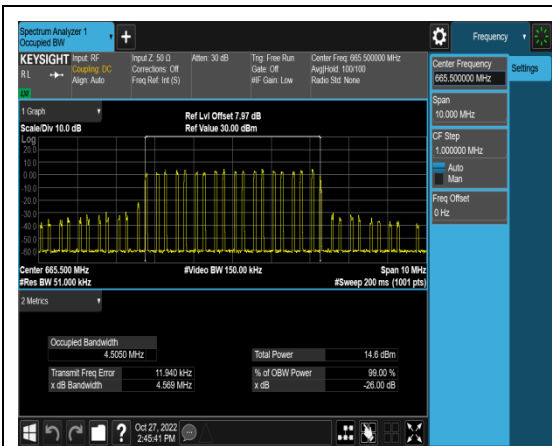 Spectrum Analyzer 1
Occupied BW
Frequency
KEYSIGHT
Input: RF
Coupling: DC
Align: Auto
Input Z: 50 Ω
Corrections: Off
Freq Ref: Int (S)
Atten: 30 dB
Trig: Free Run
Gate: Off
#IF Gain: Low
Center Freq: 665.500000 MHz
Avg|Hold: 100/100
Radio Std: None
RL
Center Frequency
665.500000 MHz
Settings
Span
10.000 MHz
CF Step
1.000000 MHz
Auto
Man
Freq Offset
0 Hz
1 Graph
Scale/Div 10.0 dB
Ref Lvl Offset 7.97 dB
Ref Value 30.00 dBm
Log
20.0
10.0
0.00
-10.0
-20.0
-30.0
-40.0
-50.0
-60.0
Center 665.500 MHz
#Video BW 150.00 kHz
Span 10 MHz
#Res BW 51.000 kHz
#Sweep 200 ms (1001 pts)
2 Metrics
Occupied Bandwidth
4.5050 MHz
Total Power
14.6 dBm
Transmit Freq Error
11.940 kHz
% of OBW Power
99.00 %
x dB Bandwidth
4.569 MHz
x dB
-26.00 dB
?
Oct 27, 2022
2:45:41 PM